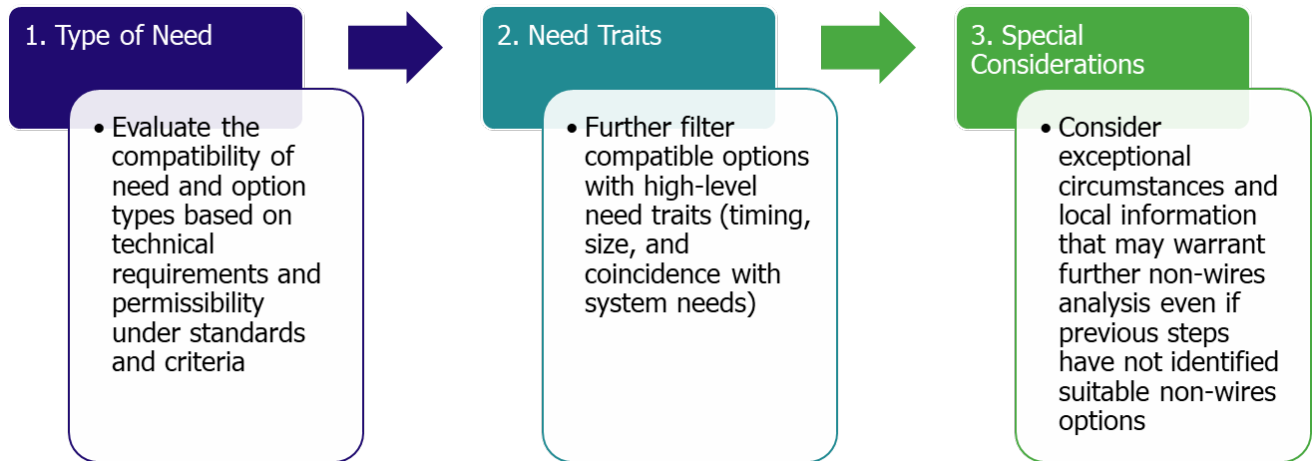 1. Type of Need
• Evaluate the
compatibility of
need and option
types based on
technical
requirements and
permissibility
under standards
and criteria
2. Need Traits
• Further filter
compatible options
with high-level
need traits (timing,
size, and
coincidence with
system needs)
3. Special
Considerations
• Consider
exceptional
circumstances and
local information
that may warrant
further non-wires
analysis even if
previous steps
have not identified
suitable non-wires
options